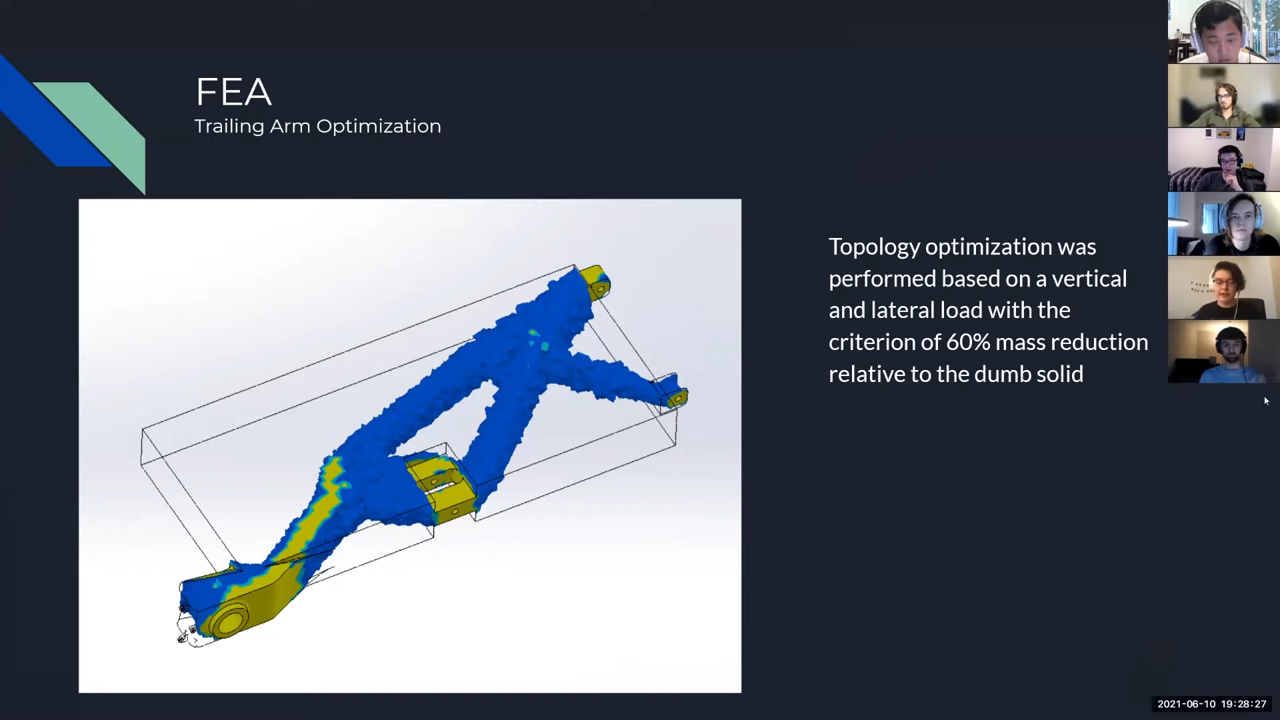 FEA
Trailing Arm Optimization
Topology optimization was
performed based on a vertical
and lateral load with the
criterion of 60% mass reduction
relative to the dumb solid
2021-06-10 19:28:27